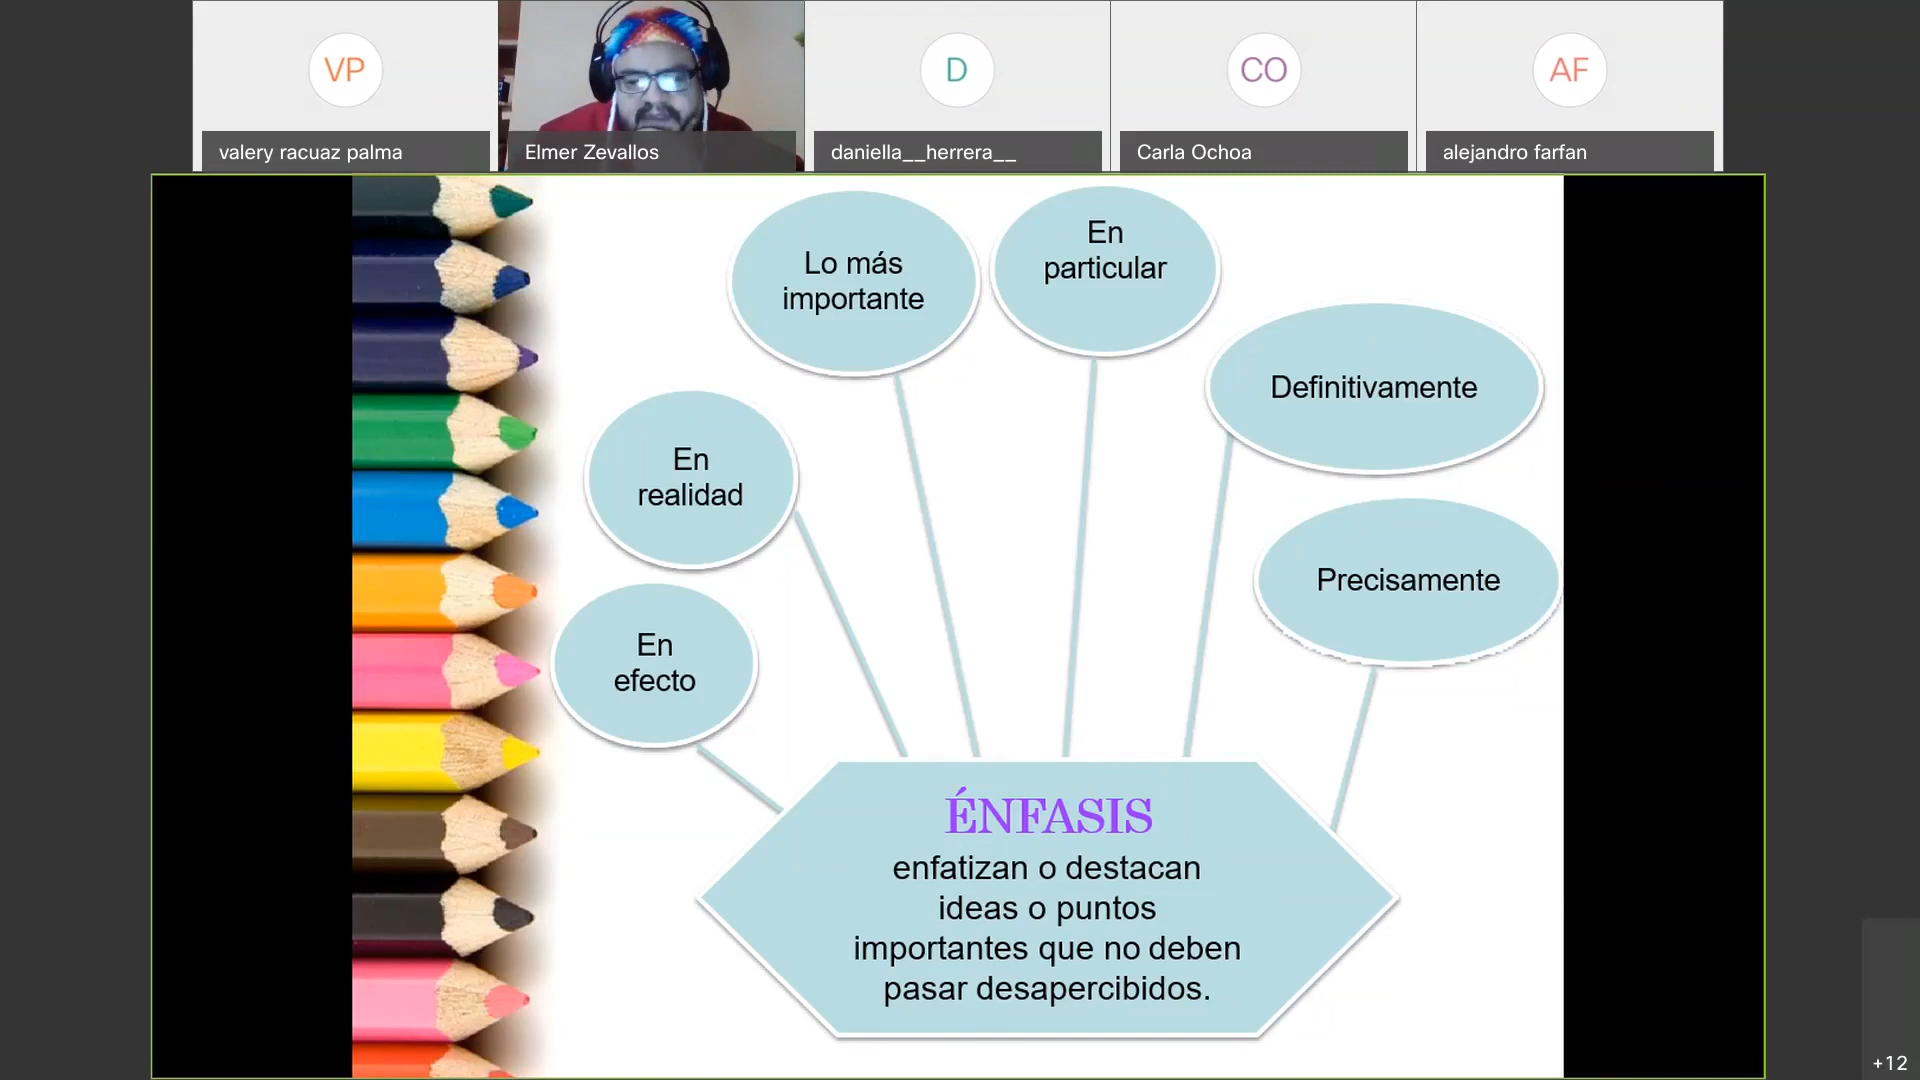 VP
valery racuaz palma
Elmer Zevallos
D
daniella__herrera__
CO
Carla Ochoa
AF
alejandro farfan
Lo más
importante
En
particular
Definitivamente
En
realidad
Precisamente
En
efecto
ÉNFASIS
enfatizan o destacan
ideas o puntos
importantes que no deben
pasar desapercibidos.
+12